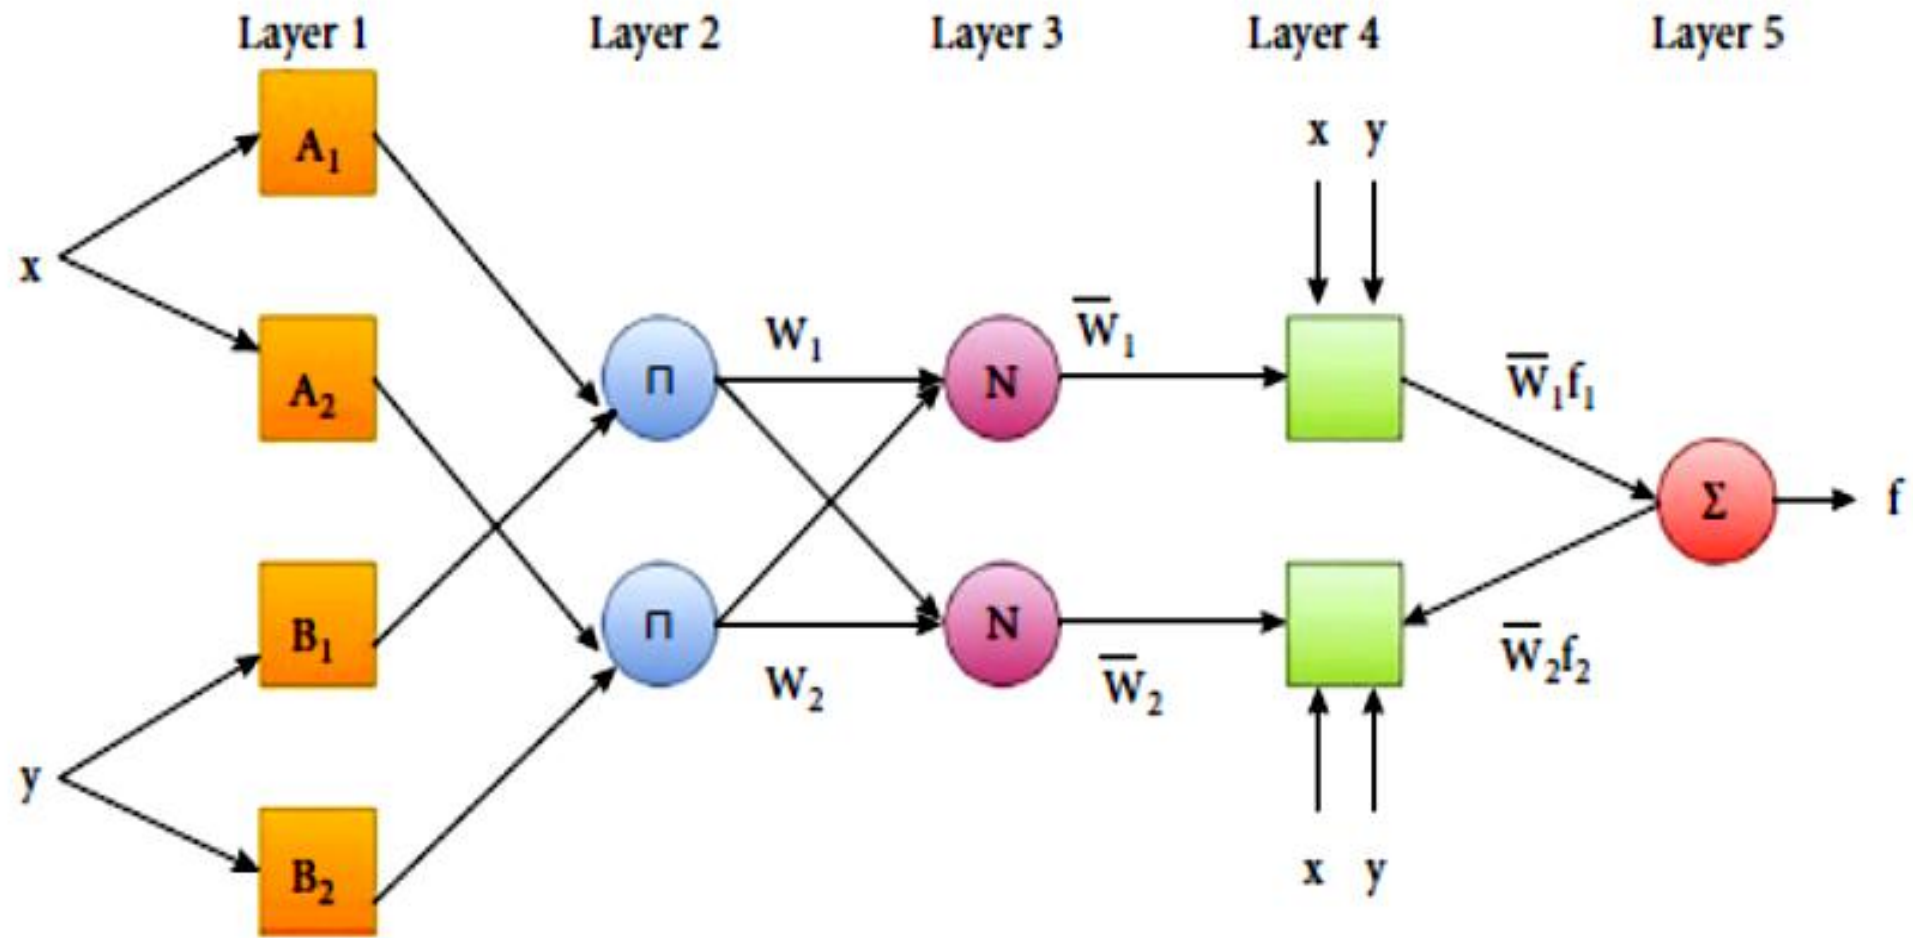 Layer 1 Layer 2 Layer 3 Layer 4 Layer 5
x y
A₁
x
A₂
B₁
y
B₂
Π
Π
W₁
W₂
N
N
W̅₁
W̅₂
W̅₁f₁
W̅₂f₂
Σ
f
x y